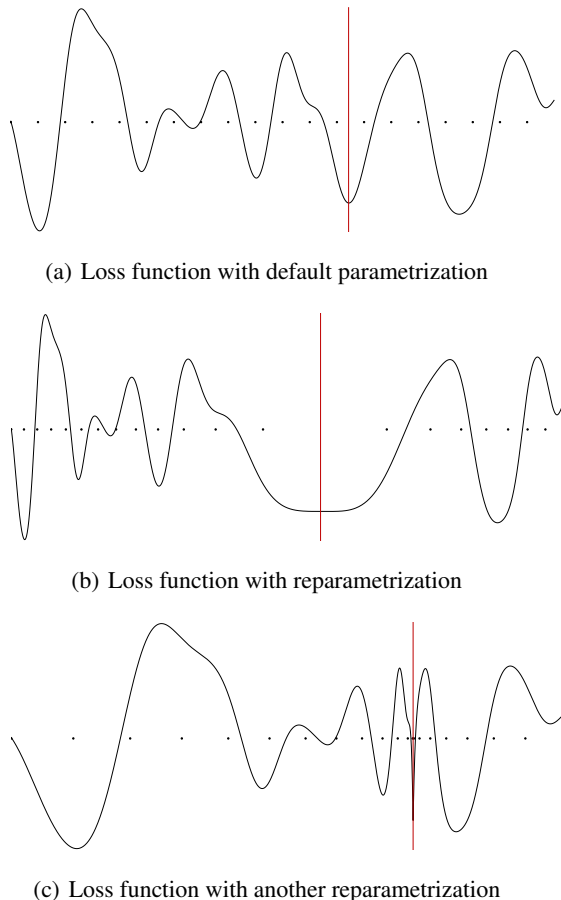 (a) Loss function with default parametrization
(b) Loss function with reparametrization
(c) Loss function with another reparametrization